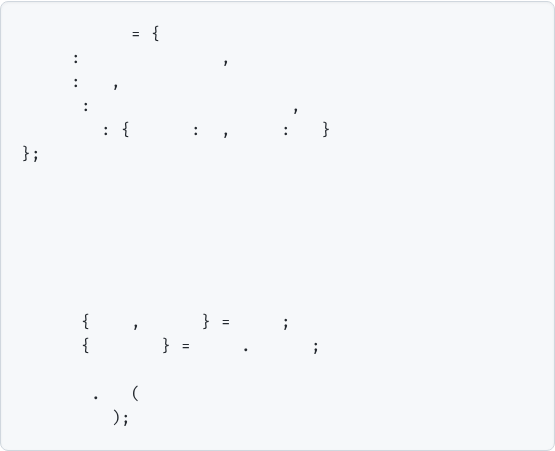 = {
: ,
: ,
: ,
: { : , : }
};
{ , } = ;
{ } = . ;
. (
);